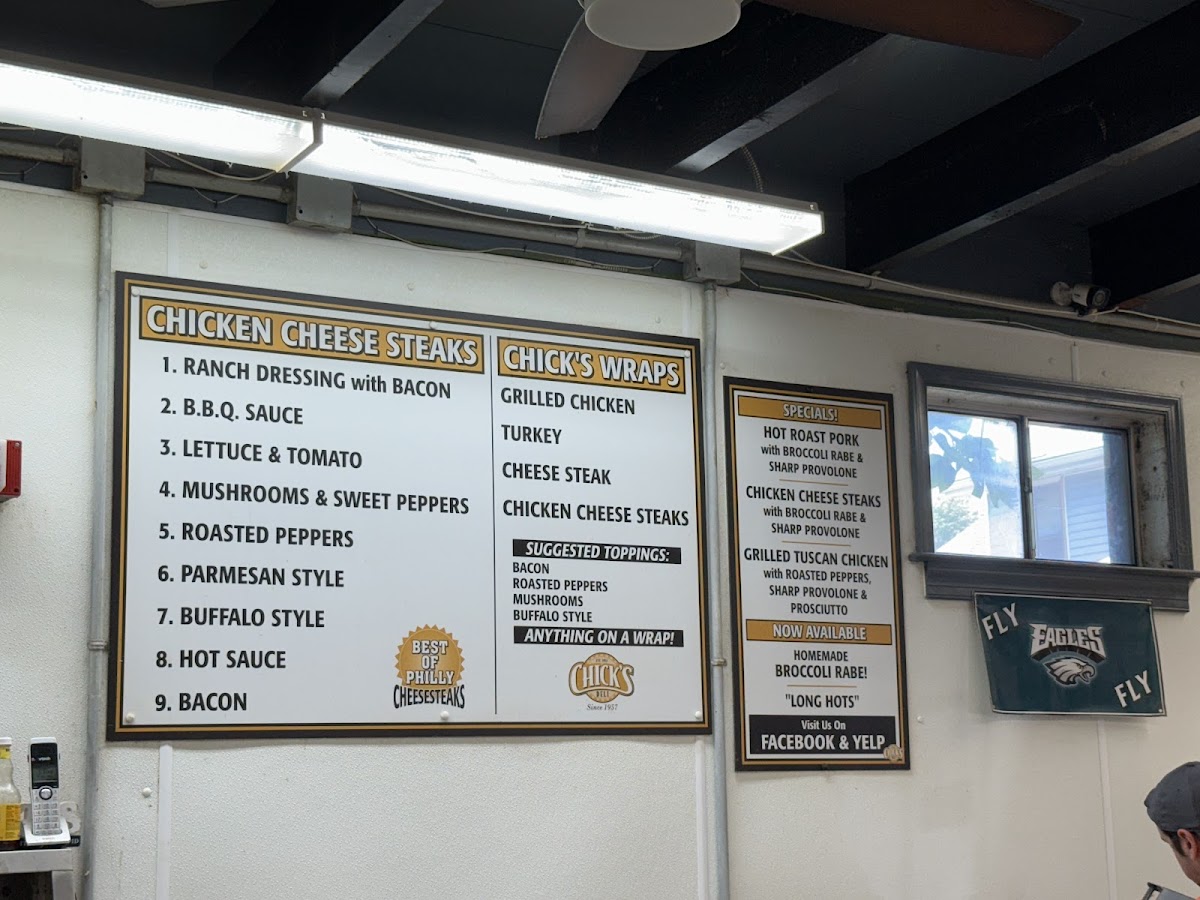 CHICKEN CHEESE STEAKS
1. RANCH DRESSING with BACON
2. B.B.Q. SAUCE
3. LETTUCE & TOMATO
4. MUSHROOMS & SWEET PEPPERS
5. ROASTED PEPPERS
6. PARMESAN STYLE
7. BUFFALO STYLE
8. HOT SAUCE
9. BACON
BEST
OF
PHILLY
CHEESESTEAKS
CHICK'S WRAPS
GRILLED CHICKEN
TURKEY
CHEESE STEAK
CHICKEN CHEESE STEAKS
SUGGESTED TOPPINGS:
BACON
ROASTED PEPPERS
MUSHROOMS
BUFFALO STYLE
ANYTHING ON A WRAP!
CHICK'S
DELI
Since 1957
SPECIALS!
HOT ROAST PORK
with BROCCOLI RABE &
SHARP PROVOLONE
CHICKEN CHEESE STEAKS
with BROCCOLI RABE &
SHARP PROVOLONE
GRILLED TUSCAN CHICKEN
with ROASTED PEPPERS,
SHARP PROVOLONE &
PROSCIUTTO
NOW AVAILABLE
HOMEMADE
BROCCOLI RABE!
"LONG HOTS"
Visit Us On
FACEBOOK & YELP
CHICK'S
FLY
EAGLES
FLY